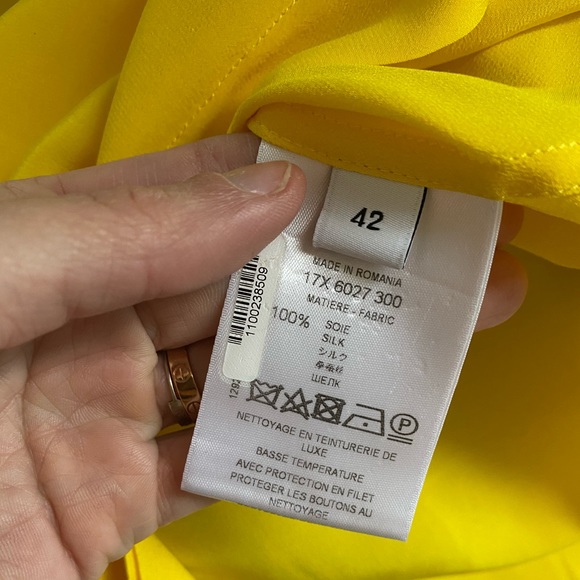 42
MADE IN ROMANIA
17X 6027 300
MATIERE - FABRIC
100% SOIE
SILK
シルク
ШЕЛК
1100238509
NETTOYAGE EN TEINTURERIE DE
LUXE
BASSE TEMPERATURE
AVEC PROTECTION EN FILET
PROTEGER LES BOUTONS AU
NETTOYAGE